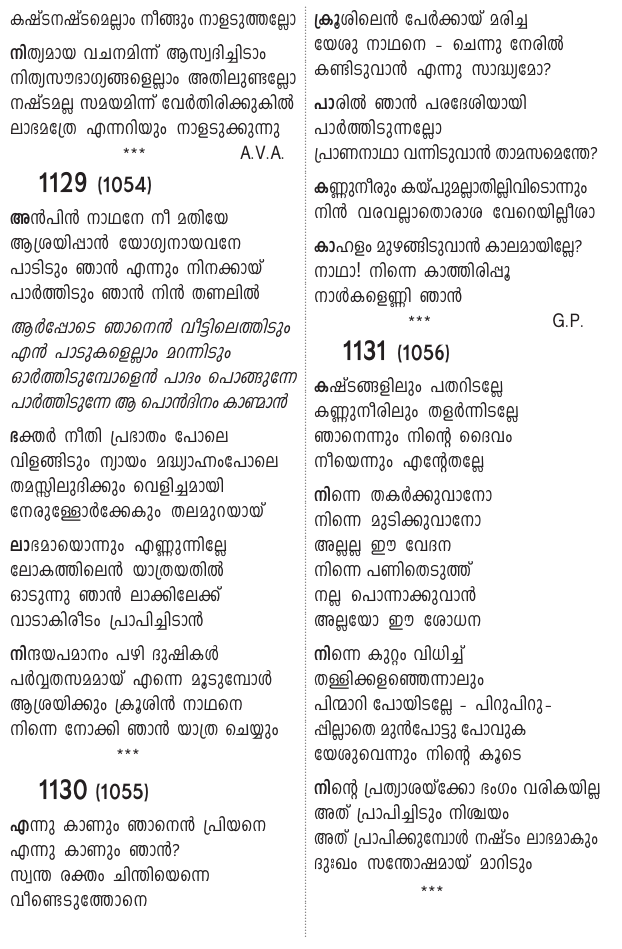 കഷ്ടനഷ്ടമെല്ലാം നീങ്ങും നാളടുത്തല്ലോ
നിത്യമായ വചനമിന്ന് ആസ്വദിച്ചിടാം
നിത്യസൗഭാഗ്യങ്ങളെല്ലാം അതിലുണ്ടല്ലോ
നഷ്ടമല്ല സമയമിന്ന് വേർതിരിക്കുകിൽ
ലാഭമത്രേ എന്നറിയും നാളടുക്കുന്നു
*** A.V.A.
1129 (1054)
അൻപിൻ നാഥനേ നീ മതിയേ
ആശ്രയിപ്പാൻ യോഗ്യനായവനേ
പാടിടും ഞാൻ എന്നും നിനക്കായ്
പാർത്തിടും ഞാൻ നിൻ തണലിൽ
ആർപ്പോടെ ഞാനെൻ വീട്ടിലെത്തിടും
എൻ പാടുകളെല്ലാം മറന്നിടും
ഓർത്തിടുമ്പോളെൻ പാദം പൊങ്ങുന്നേ
പാർത്തിടുന്നേ ആ പൊൻദിനം കാണ്മാൻ
ഭക്തർ നീതി പ്രഭാതം പോലെ
വിളങ്ങിടും ന്യായം മദ്ധ്യാഹ്നംപോലെ
തമസ്സിലുദിക്കും വെളിച്ചമായി
നേരുള്ളോർക്കേകും തലമുറയായ്
ലാഭമായൊന്നും എണ്ണുന്നില്ലേ
ലോകത്തിലെൻ യാത്രയതിൽ
ഓടുന്നു ഞാൻ ലാക്കിലേക്ക്
വാടാകിരീടം പ്രാപിച്ചിടാൻ
നിന്ദയപമാനം പഴി ദുഷികൾ
പർവ്വതസമമായ് എന്നെ മൂടുമ്പോൾ
ആശ്രയിക്കും ക്രൂശിൻ നാഥനെ
നിന്നെ നോക്കി ഞാൻ യാത്ര ചെയ്യും
***
1130 (1055)
എന്നു കാണും ഞാനെൻ പ്രിയനെ
എന്നു കാണും ഞാൻ?
സ്വന്ത രക്തം ചിന്തിയെന്നെ
വീണ്ടെടുത്തോനെ
ക്രൂശിലെൻ പേർക്കായ് മരിച്ച
യേശു നാഥനെ - ചെന്നു നേരിൽ
കണ്ടിടുവാൻ എന്നു സാദ്ധ്യമോ?
പാരിൽ ഞാൻ പരദേശിയായി
പാർത്തിടുന്നല്ലോ
പ്രാണനാഥാ വന്നിടുവാൻ താമസമെന്തേ?
കണ്ണുനീരും കയ്പുമല്ലാതില്ലിവിടൊന്നും
നിൻ വരവല്ലാതൊരാശ വേറെയില്ലീശാ
കാഹളം മുഴങ്ങിടുവാൻ കാലമായില്ലേ?
നാഥാ! നിന്നെ കാത്തിരിപ്പൂ
നാൾകളെണ്ണി ഞാൻ
*** G.P.
1131 (1056)
കഷ്ടങ്ങളിലും പതറിടല്ലേ
കണ്ണുനീരിലും തളർന്നിടല്ലേ
ഞാനെന്നും നിന്റെ ദൈവം
നീയെന്നും എന്റേതല്ലേ
നിന്നെ തകർക്കുവാനോ
നിന്നെ മുടിക്കുവാനോ
അല്ലല്ല ഈ വേദന
നിന്നെ പണിതെടുത്ത്
നല്ല പൊന്നാക്കുവാൻ
അല്ലയോ ഈ ശോധന
നിന്നെ കുറ്റം വിധിച്ച്
തള്ളിക്കളഞ്ഞെന്നാലും
പിന്മാറി പോയിടല്ലേ - പിറുപിറു-
പ്പില്ലാതെ മുൻപോട്ടു പോവുക
യേശുവെന്നും നിന്റെ കൂടെ
നിന്റെ പ്രത്യാശയ്ക്കോ ഭംഗം വരികയില്ല
അത് പ്രാപിച്ചിടും നിശ്ചയം
അത് പ്രാപിക്കുമ്പോൾ നഷ്ടം ലാഭമാകും
ദുഃഖം സന്തോഷമായ് മാറിടും
***